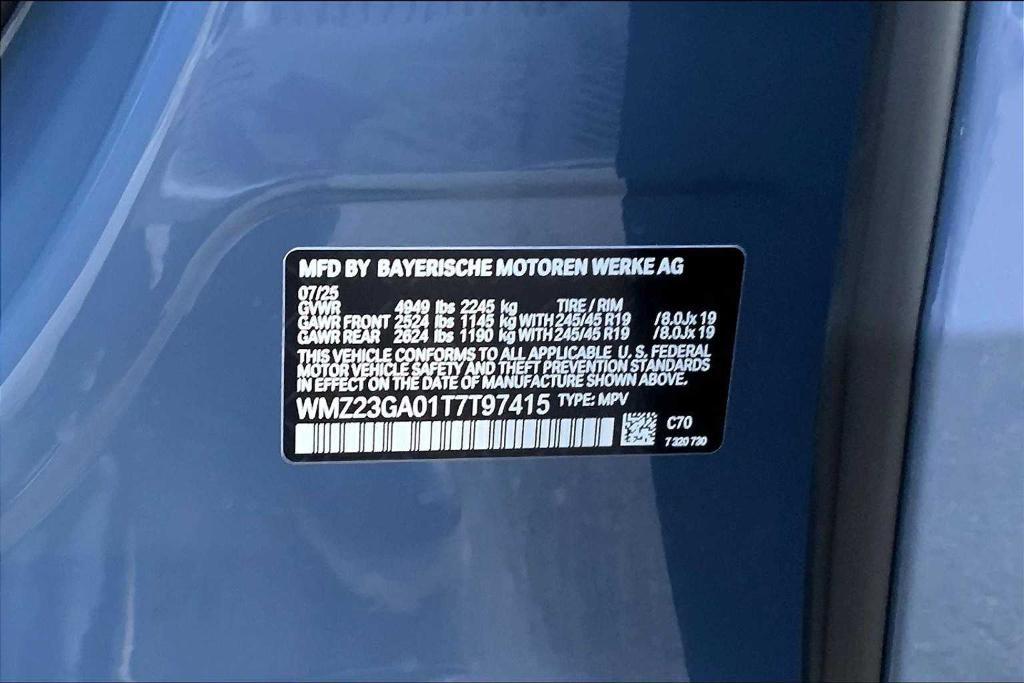 MFD BY BAYERISCHE MOTOREN WERKE AG
07/25
GVWR 4949 lbs 2245 kg TIRE / RIM
GAWR FRONT 2524 lbs 1145 kg WITH 245/45 R19 /8.0Jx19
GAWR REAR 2624 lbs 1190 kg WITH 245/45 R19 /8.0Jx19
THIS VEHICLE CONFORMS TO ALL APPLICABLE U.S. FEDERAL
MOTOR VEHICLE SAFETY AND THEFT PREVENTION STANDARDS
IN EFFECT ON THE DATE OF MANUFACTURE SHOWN ABOVE.
WMZ23GA01T7T97415 TYPE: MPV
C70
7 320 730